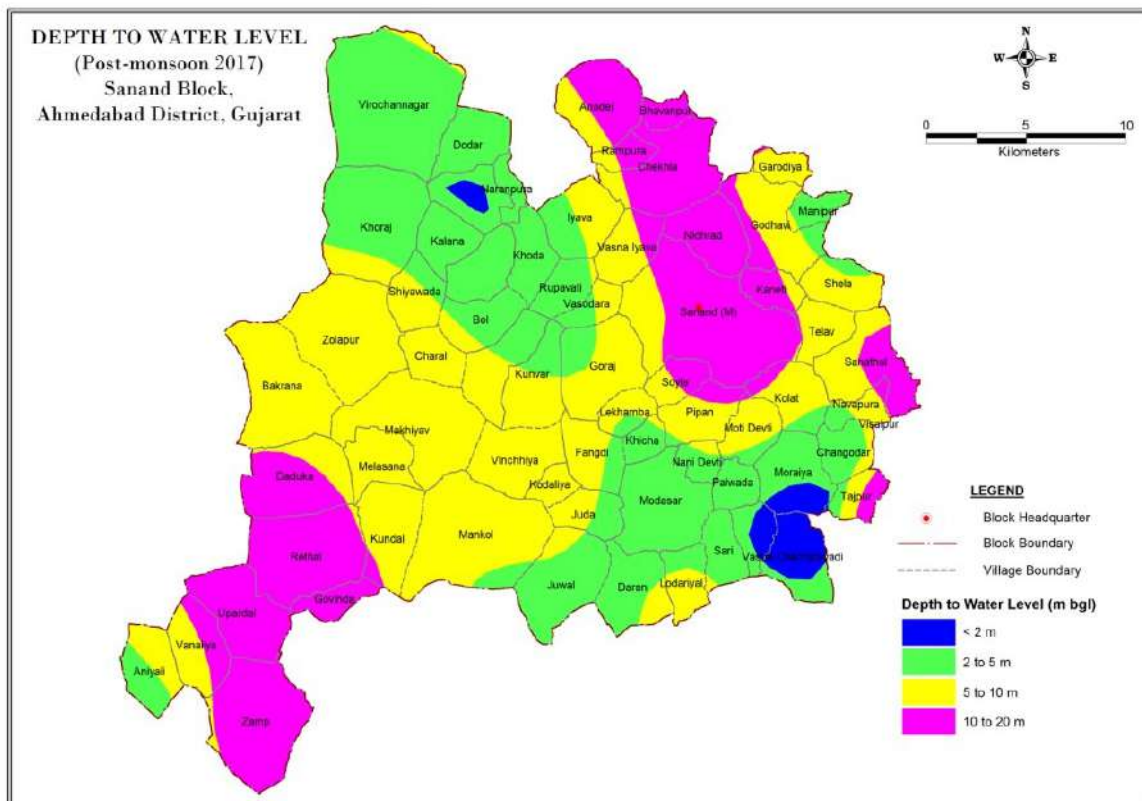 DEPTH TO WATER LEVEL
(Post-monsoon 2017)
Sanand Block,
Ahmedabad District, Gujarat
N
W E
S
0 5 10
Kilometers
Virochannagar
Dodar
Naranpura
Khoraj
Kalana
Khoda
Iyava
Vasna Iyava
Rupavali
Vasodara
Shiyawada
Bol
Zolapur
Charal
Kunvar
Goraj
Bakrana
Makhiyav
Melasana
Vinchhiya
Kodaliya
Fangdi
Juda
Lekhamba
Khicha
Bhavanpur
Rampura
Chekhla
Garodiya
Manipur
Godhavi
Nidhrad
Kaneti
Shela
Sanand (M)
Telav
Sanathal
Soyla
Kolat
Pipan
Moti Devti
Navapura
Visalpur
Changodar
Nani Devti
Moraiya
Palwada
Modasar
Tajpur
Sari
Daran
Lodariyal
Juwal
Mankol
Kundal
Daduka
Rethal
Govinda
Upardal
Vanaliya
Aniyali
Zamp
LEGEND
Block Headquarter
Block Boundary
Village Boundary
Depth to Water Level (m bgl)
< 2 m
2 to 5 m
5 to 10 m
10 to 20 m